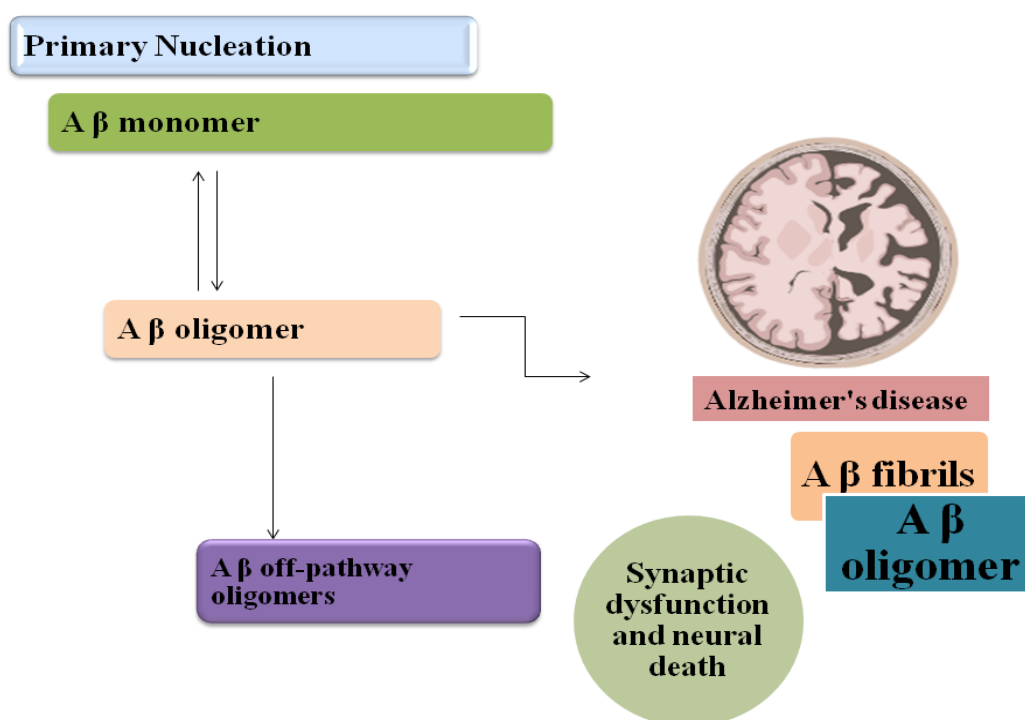 Primary Nucleation
A β monomer
A β oligomer
Alzheimer's disease
A β fibrils
A β
oligomer
A β off-pathway
oligomers
Synaptic
dysfunction
and neural
death